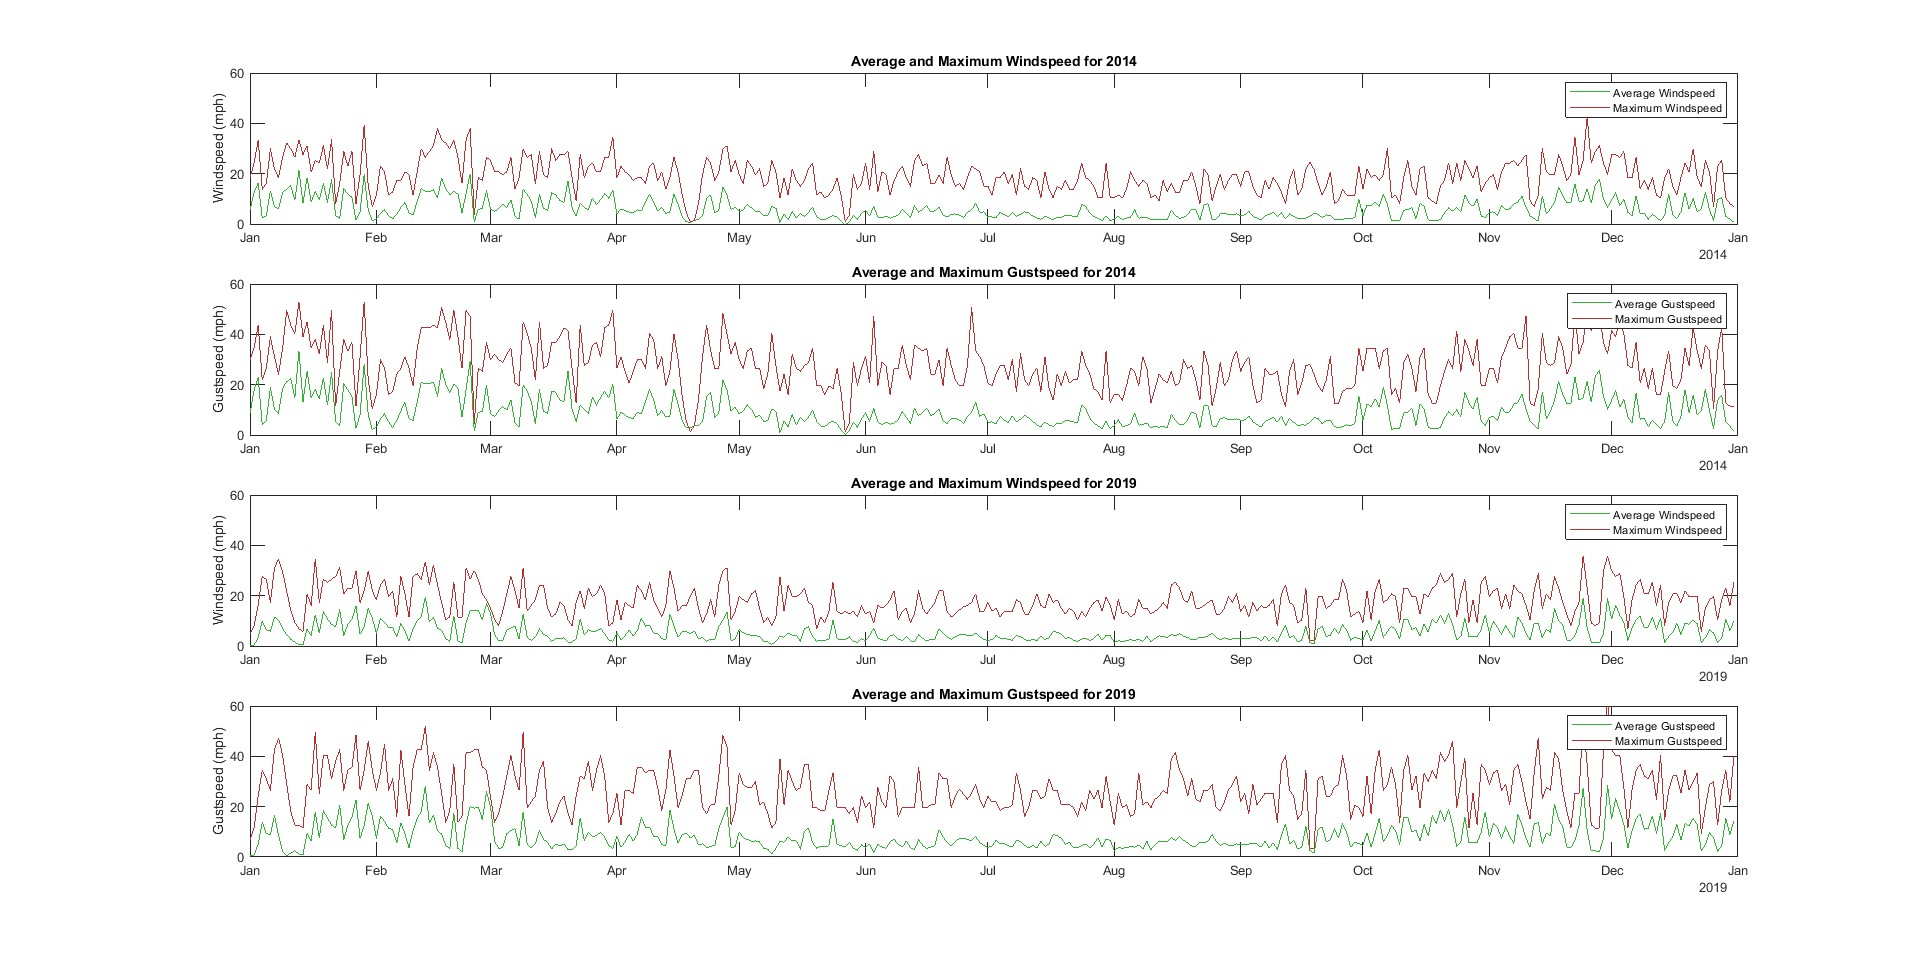 Average and Maximum Windspeed for 2014
Windspeed (mph)
60
40
20
0
Average Windspeed
Maximum Windspeed
Jan Feb Mar Apr May Jun Jul Aug Sep Oct Nov Dec Jan
2014
Average and Maximum Gustspeed for 2014
Gustspeed (mph)
60
40
20
0
Average Gustspeed
Maximum Gustspeed
Jan Feb Mar Apr May Jun Jul Aug Sep Oct Nov Dec Jan
2014
Average and Maximum Windspeed for 2019
Windspeed (mph)
60
40
20
0
Average Windspeed
Maximum Windspeed
Jan Feb Mar Apr May Jun Jul Aug Sep Oct Nov Dec Jan
2019
Average and Maximum Gustspeed for 2019
Gustspeed (mph)
60
40
20
0
Average Gustspeed
Maximum Gustspeed
Jan Feb Mar Apr May Jun Jul Aug Sep Oct Nov Dec Jan
2019